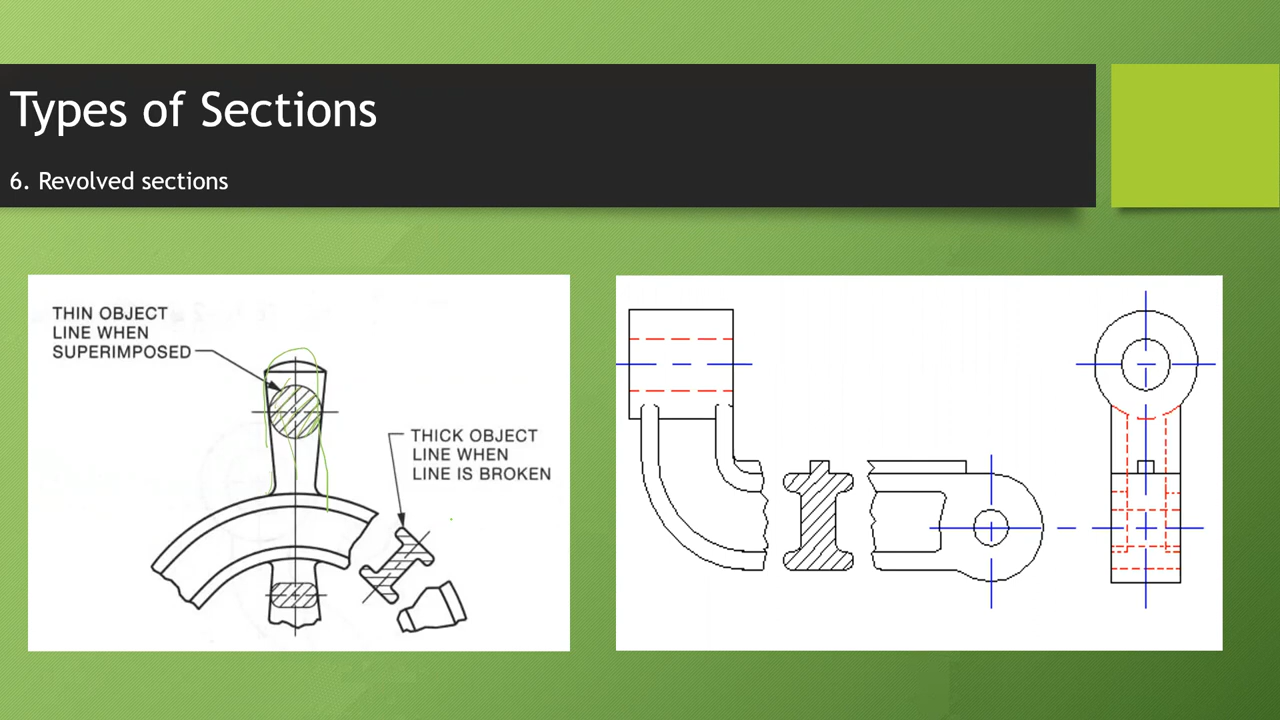 Types of Sections
6. Revolved sections
THIN OBJECT
LINE WHEN
SUPERIMPOSED
THICK OBJECT
LINE WHEN
LINE IS BROKEN